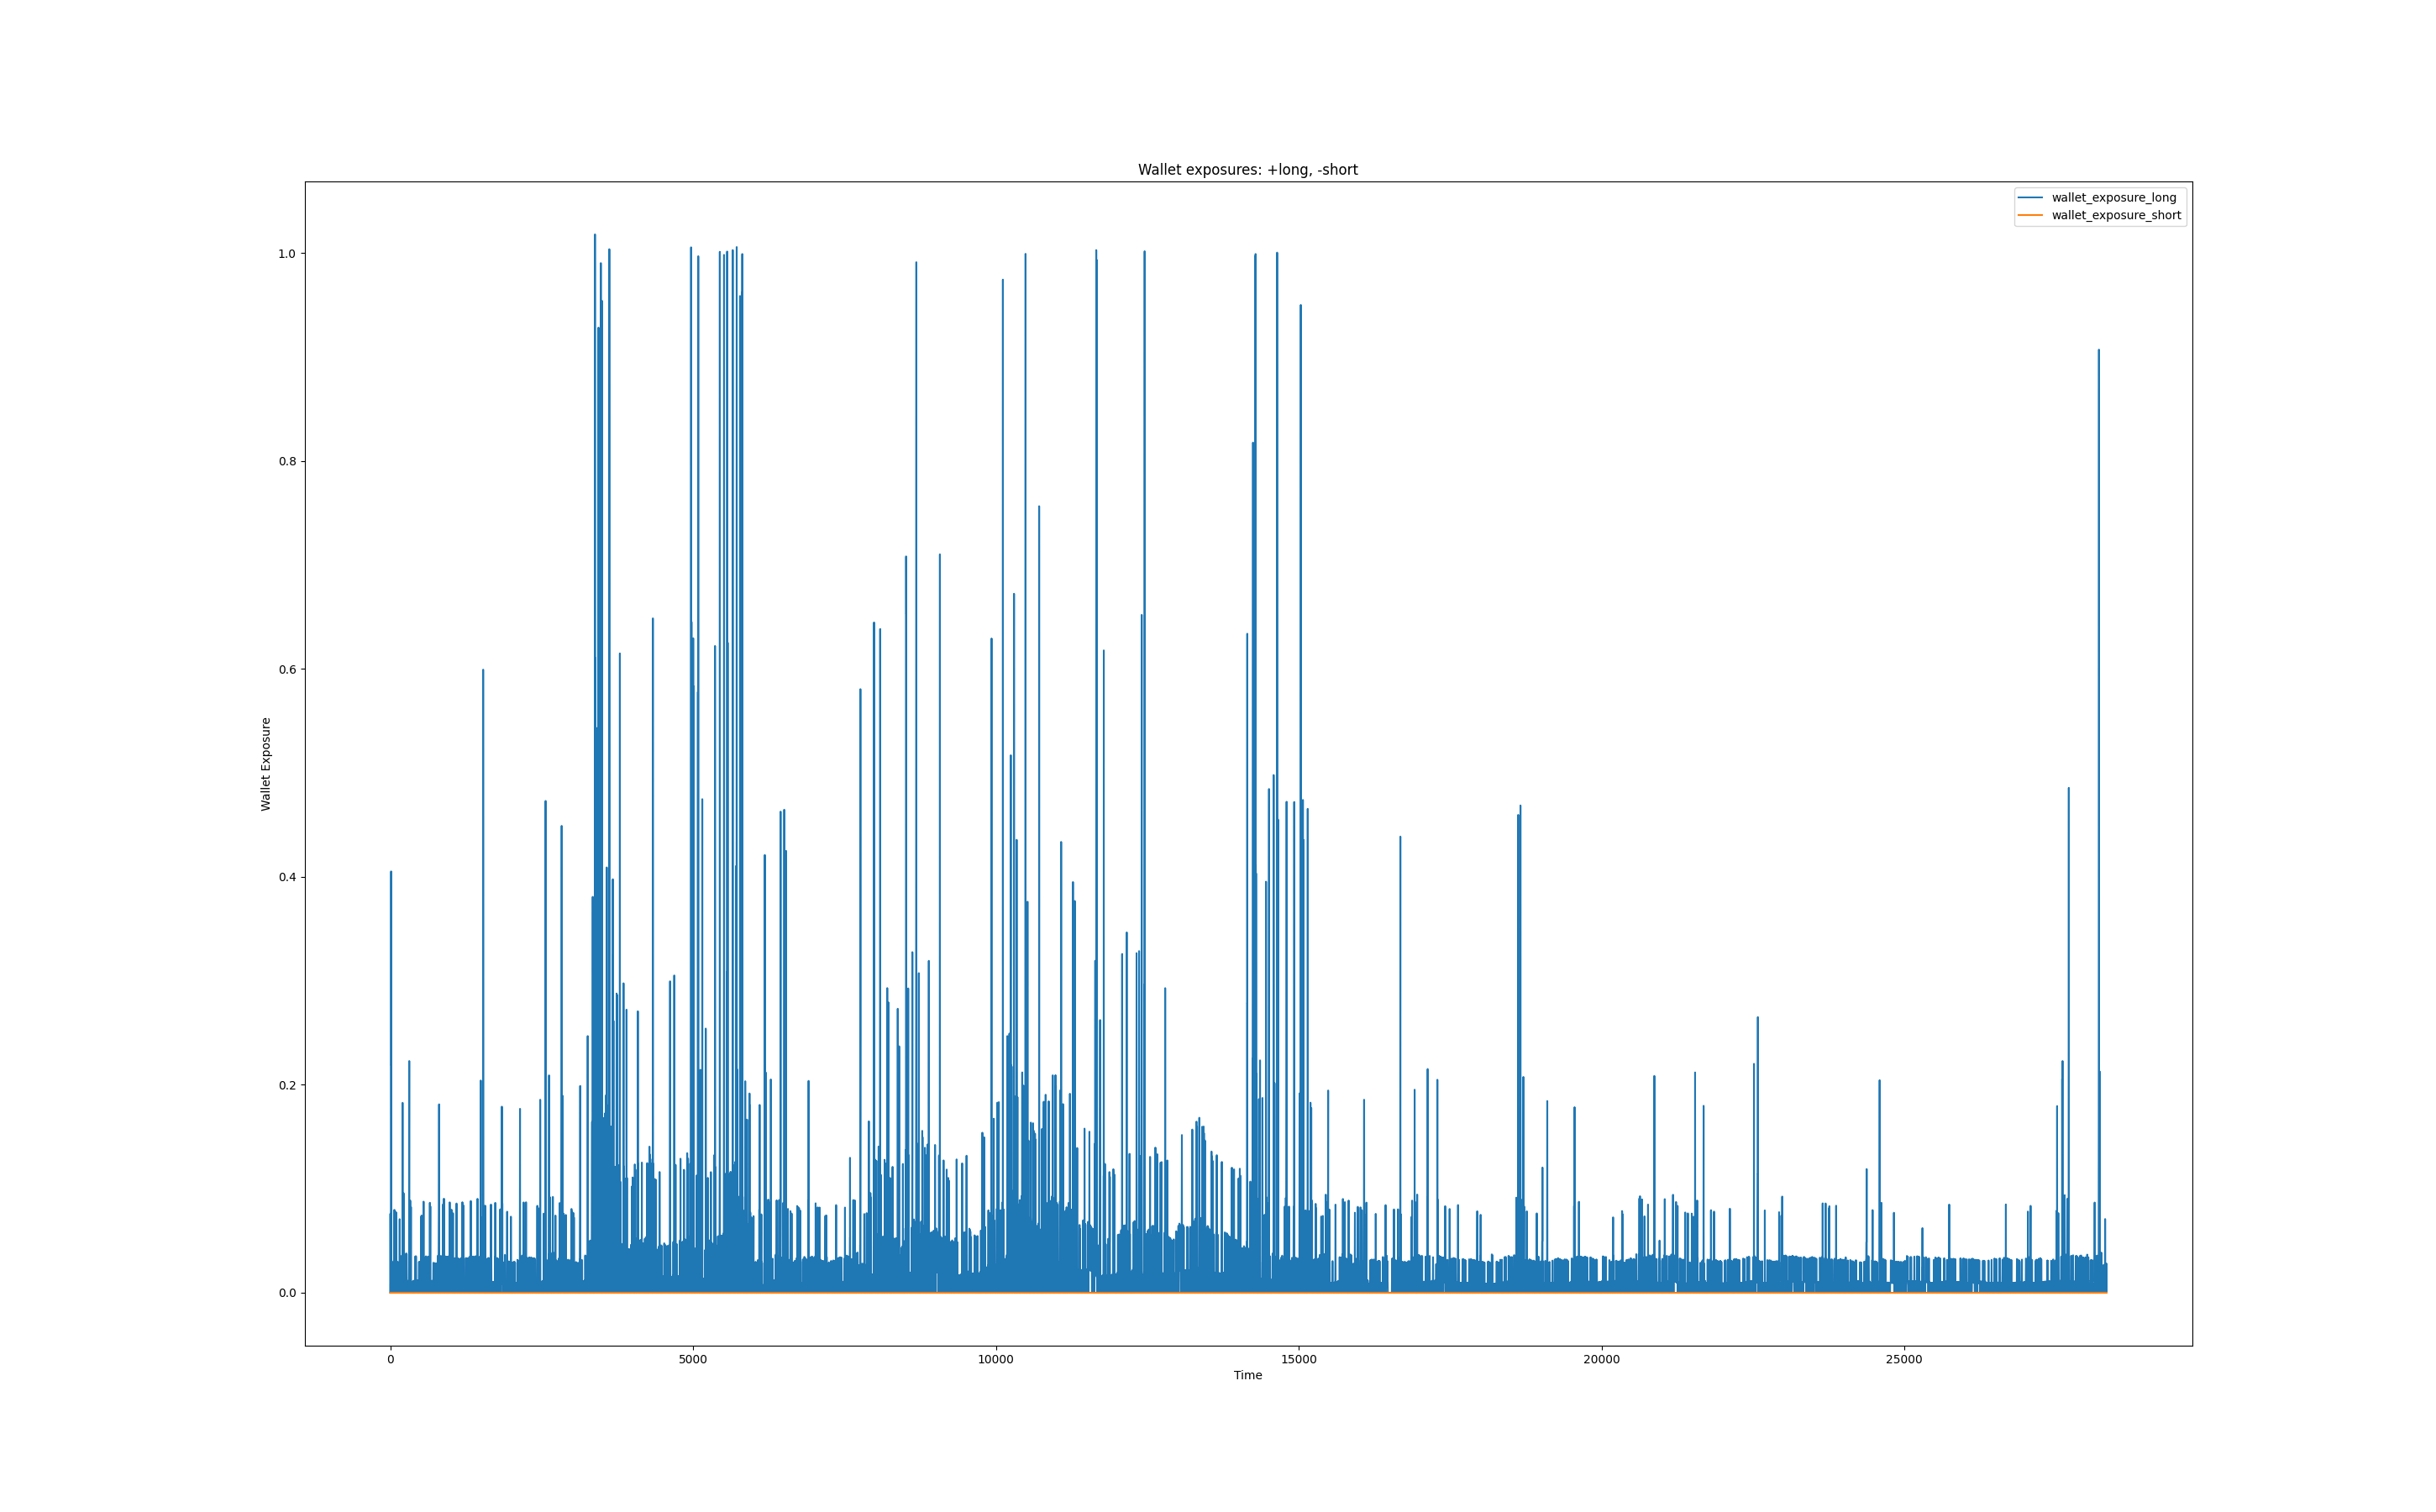 Wallet exposures: +long, -short
wallet_exposure_long
wallet_exposure_short
1.0
0.8
0.6
0.4
0.2
0.0
Wallet Exposure
0 5000 10000 15000 20000 25000
Time